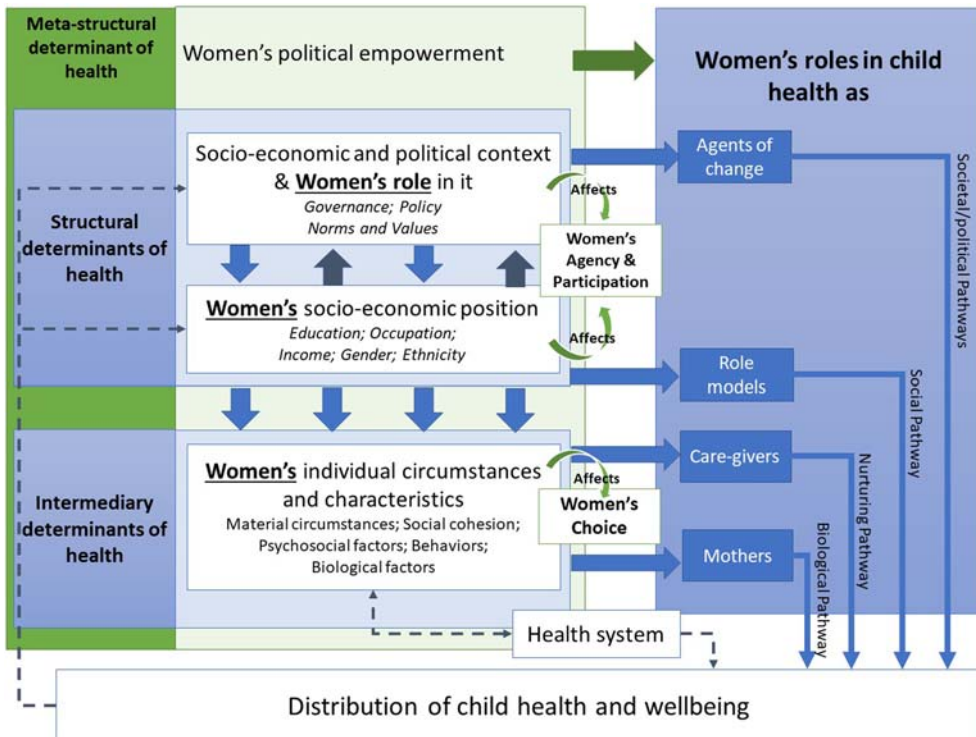 Meta-structural
determinant of
health
Women's political empowerment
Women's roles in child
health as
Socio-economic and political context
& Women's role in it
Governance; Policy
Norms and Values
Structural
determinants of
health
Affects
Women's
Agency &
Participation
Affects
Women's socio-economic position
Education; Occupation;
Income; Gender; Ethnicity
Agents of
change
Societal/political Pathways
Role
models
Social Pathway
Intermediary
determinants of
health
Women's individual circumstances
and characteristics
Material circumstances; Social cohesion;
Psychosocial factors; Behaviors;
Biological factors
Affects
Women's
Choice
Care-givers
Nurturing Pathway
Mothers
Biological Pathway
Health system
Distribution of child health and wellbeing